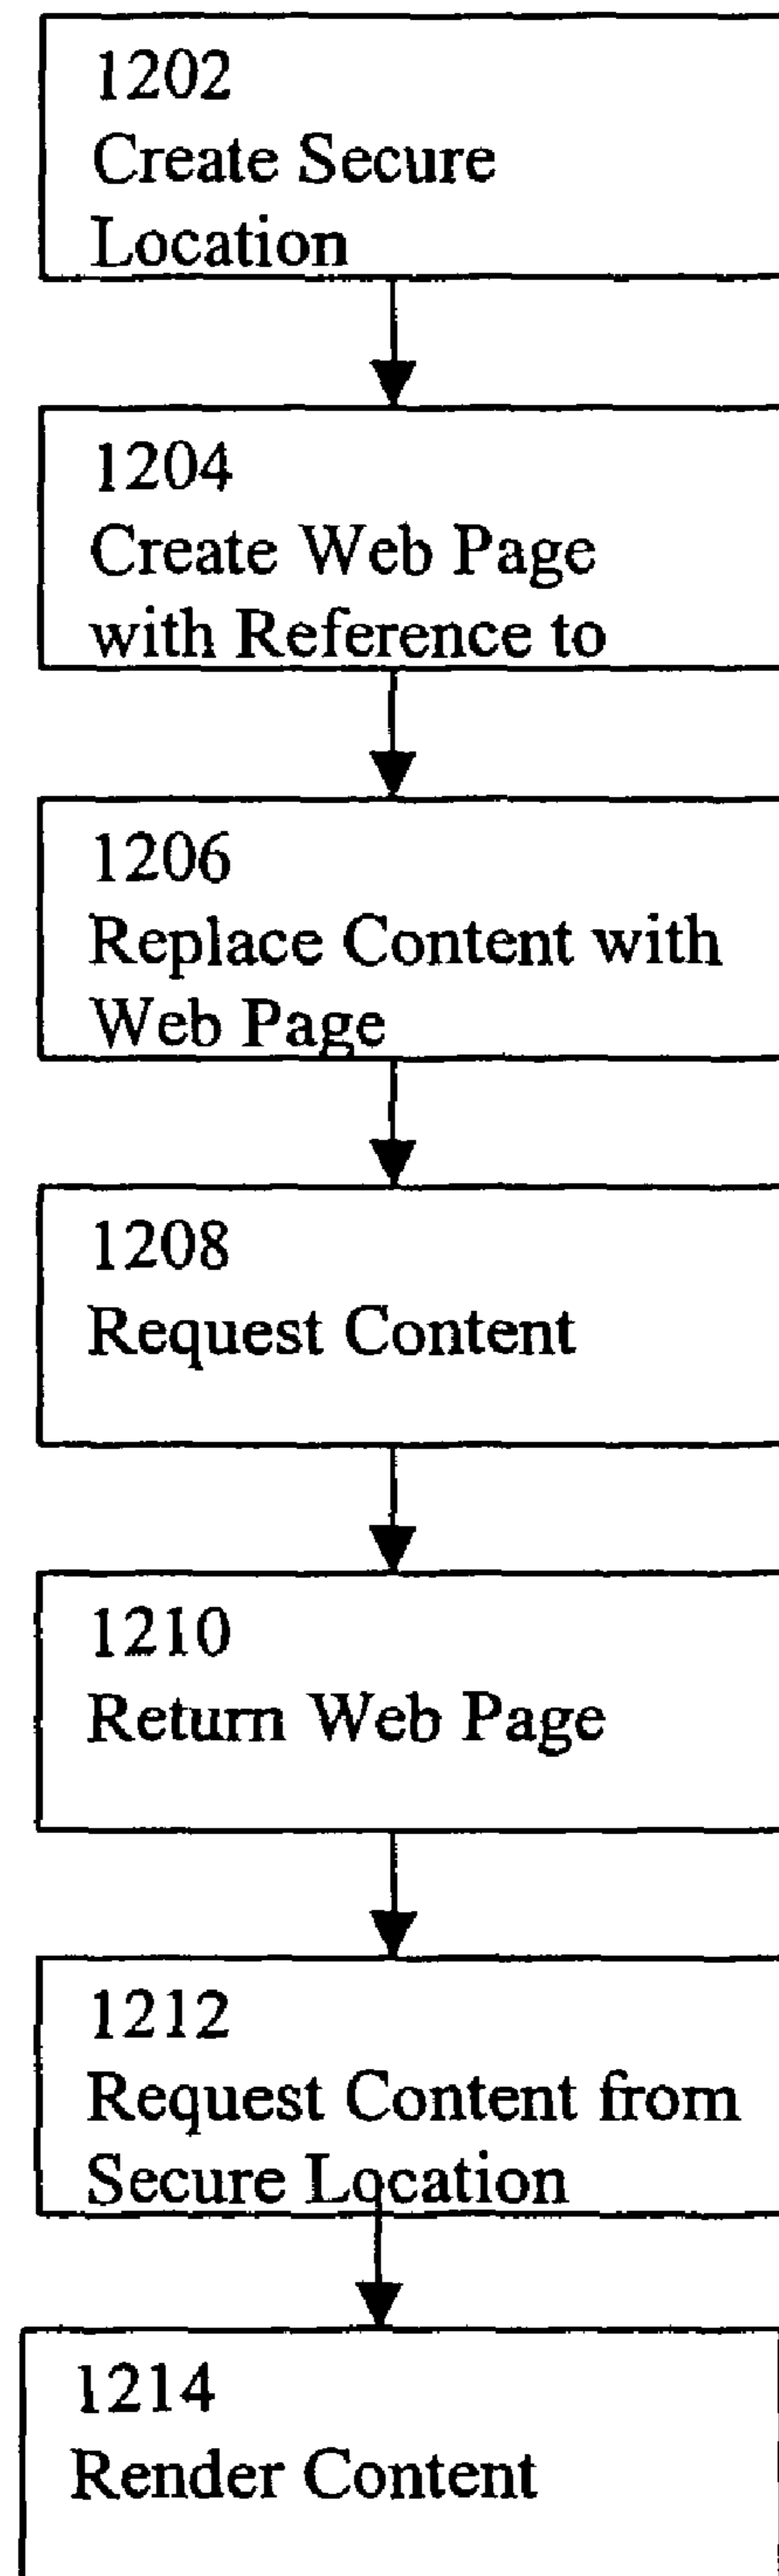 1202
Create Secure
Location
1204
Create Web Page
with Reference to
1206
Replace Content with
Web Page
1208
Request Content
1210
Return Web Page
1212
Request Content from
Secure Location
1214
Render Content